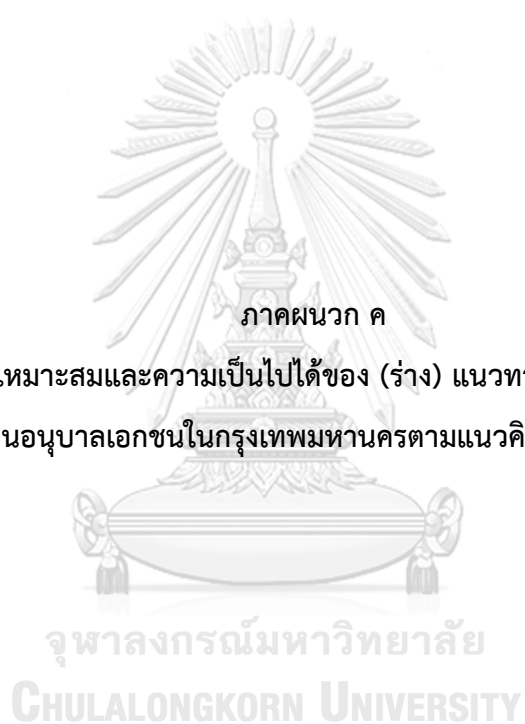 ภาคผนวก ค
เหมาะสมและความเป็นไปได้ของ (ร่าง) แนวทา
นอนุบาลเอกชนในกรุงเทพมหานครตามแนวคิ
จุฬาลงกรณ์มหาวิทยาลัย
CHULALONGKORN UNIVERSITY